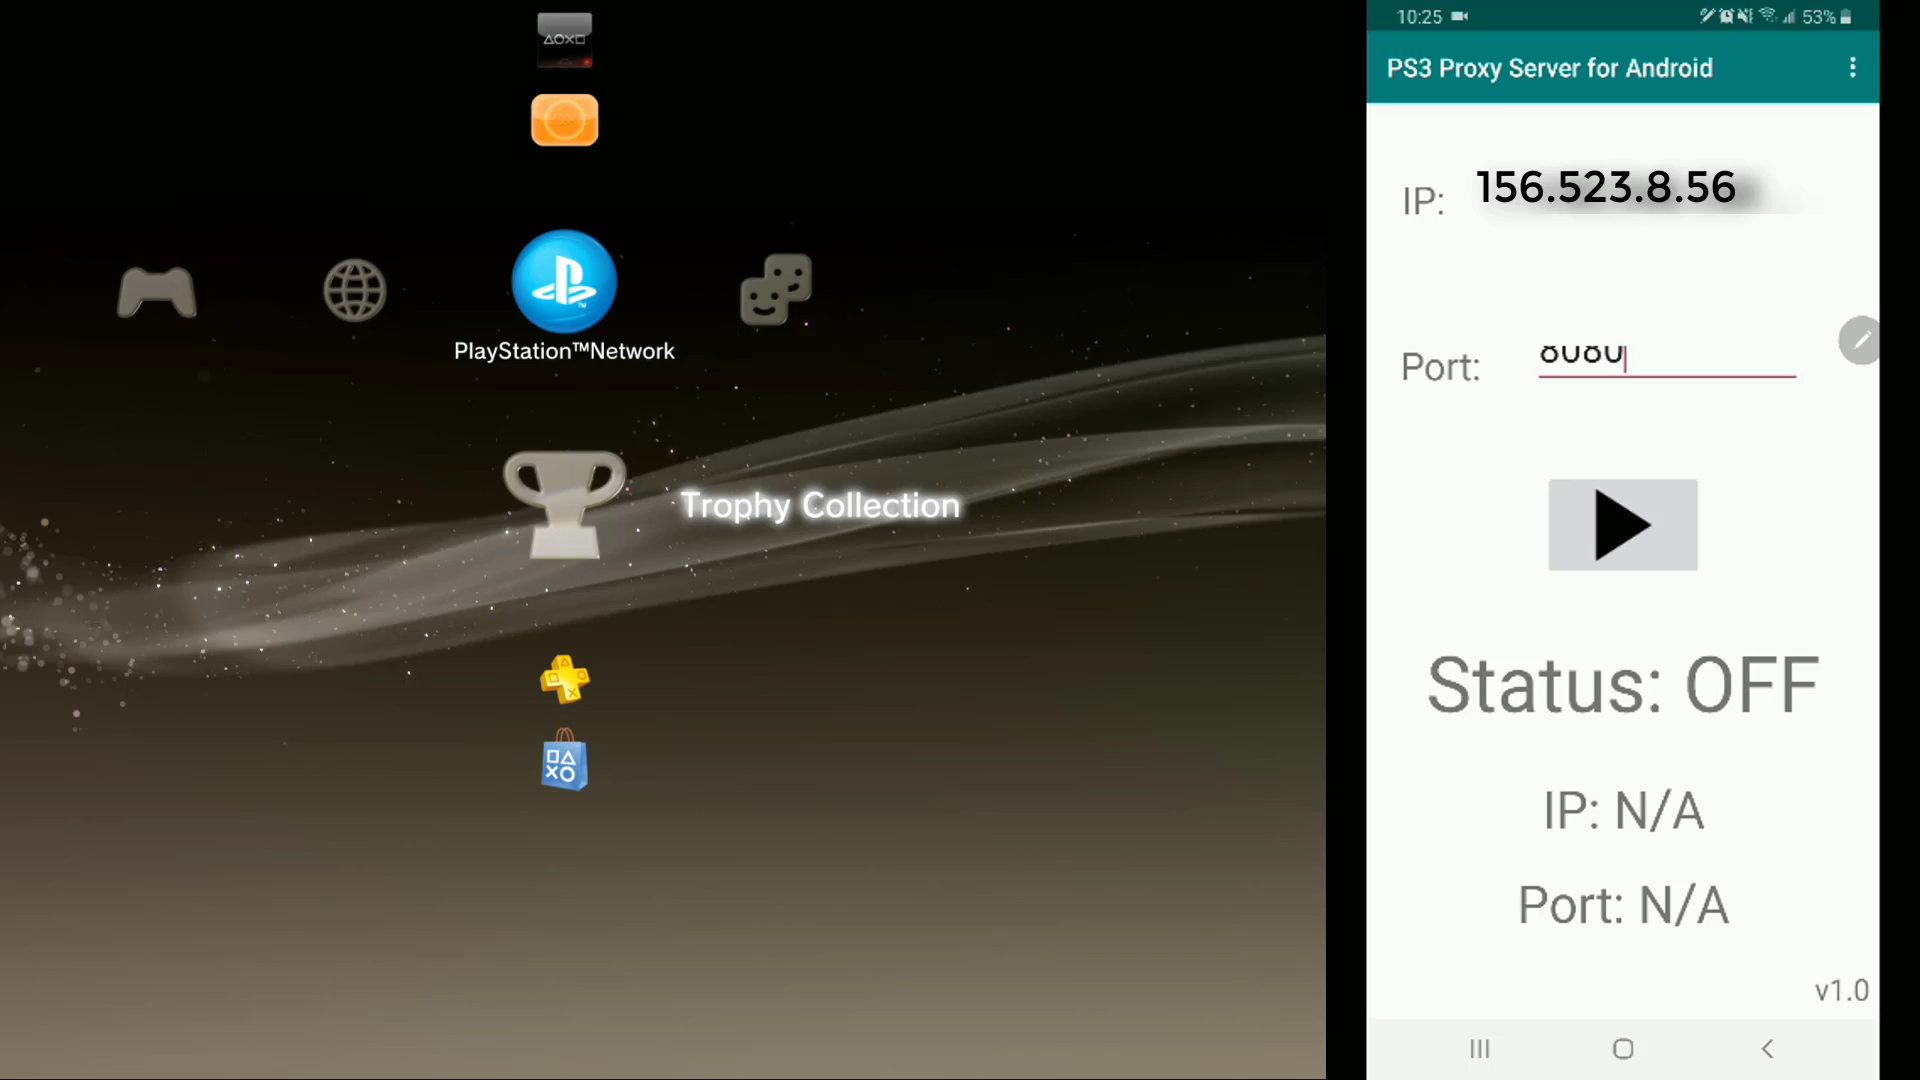 PlayStation™Network
Trophy Collection
10:25
53%
PS3 Proxy Server for Android
IP: 156.523.8.56
Port: 8080
Status: OFF
IP: N/A
Port: N/A
v1.0